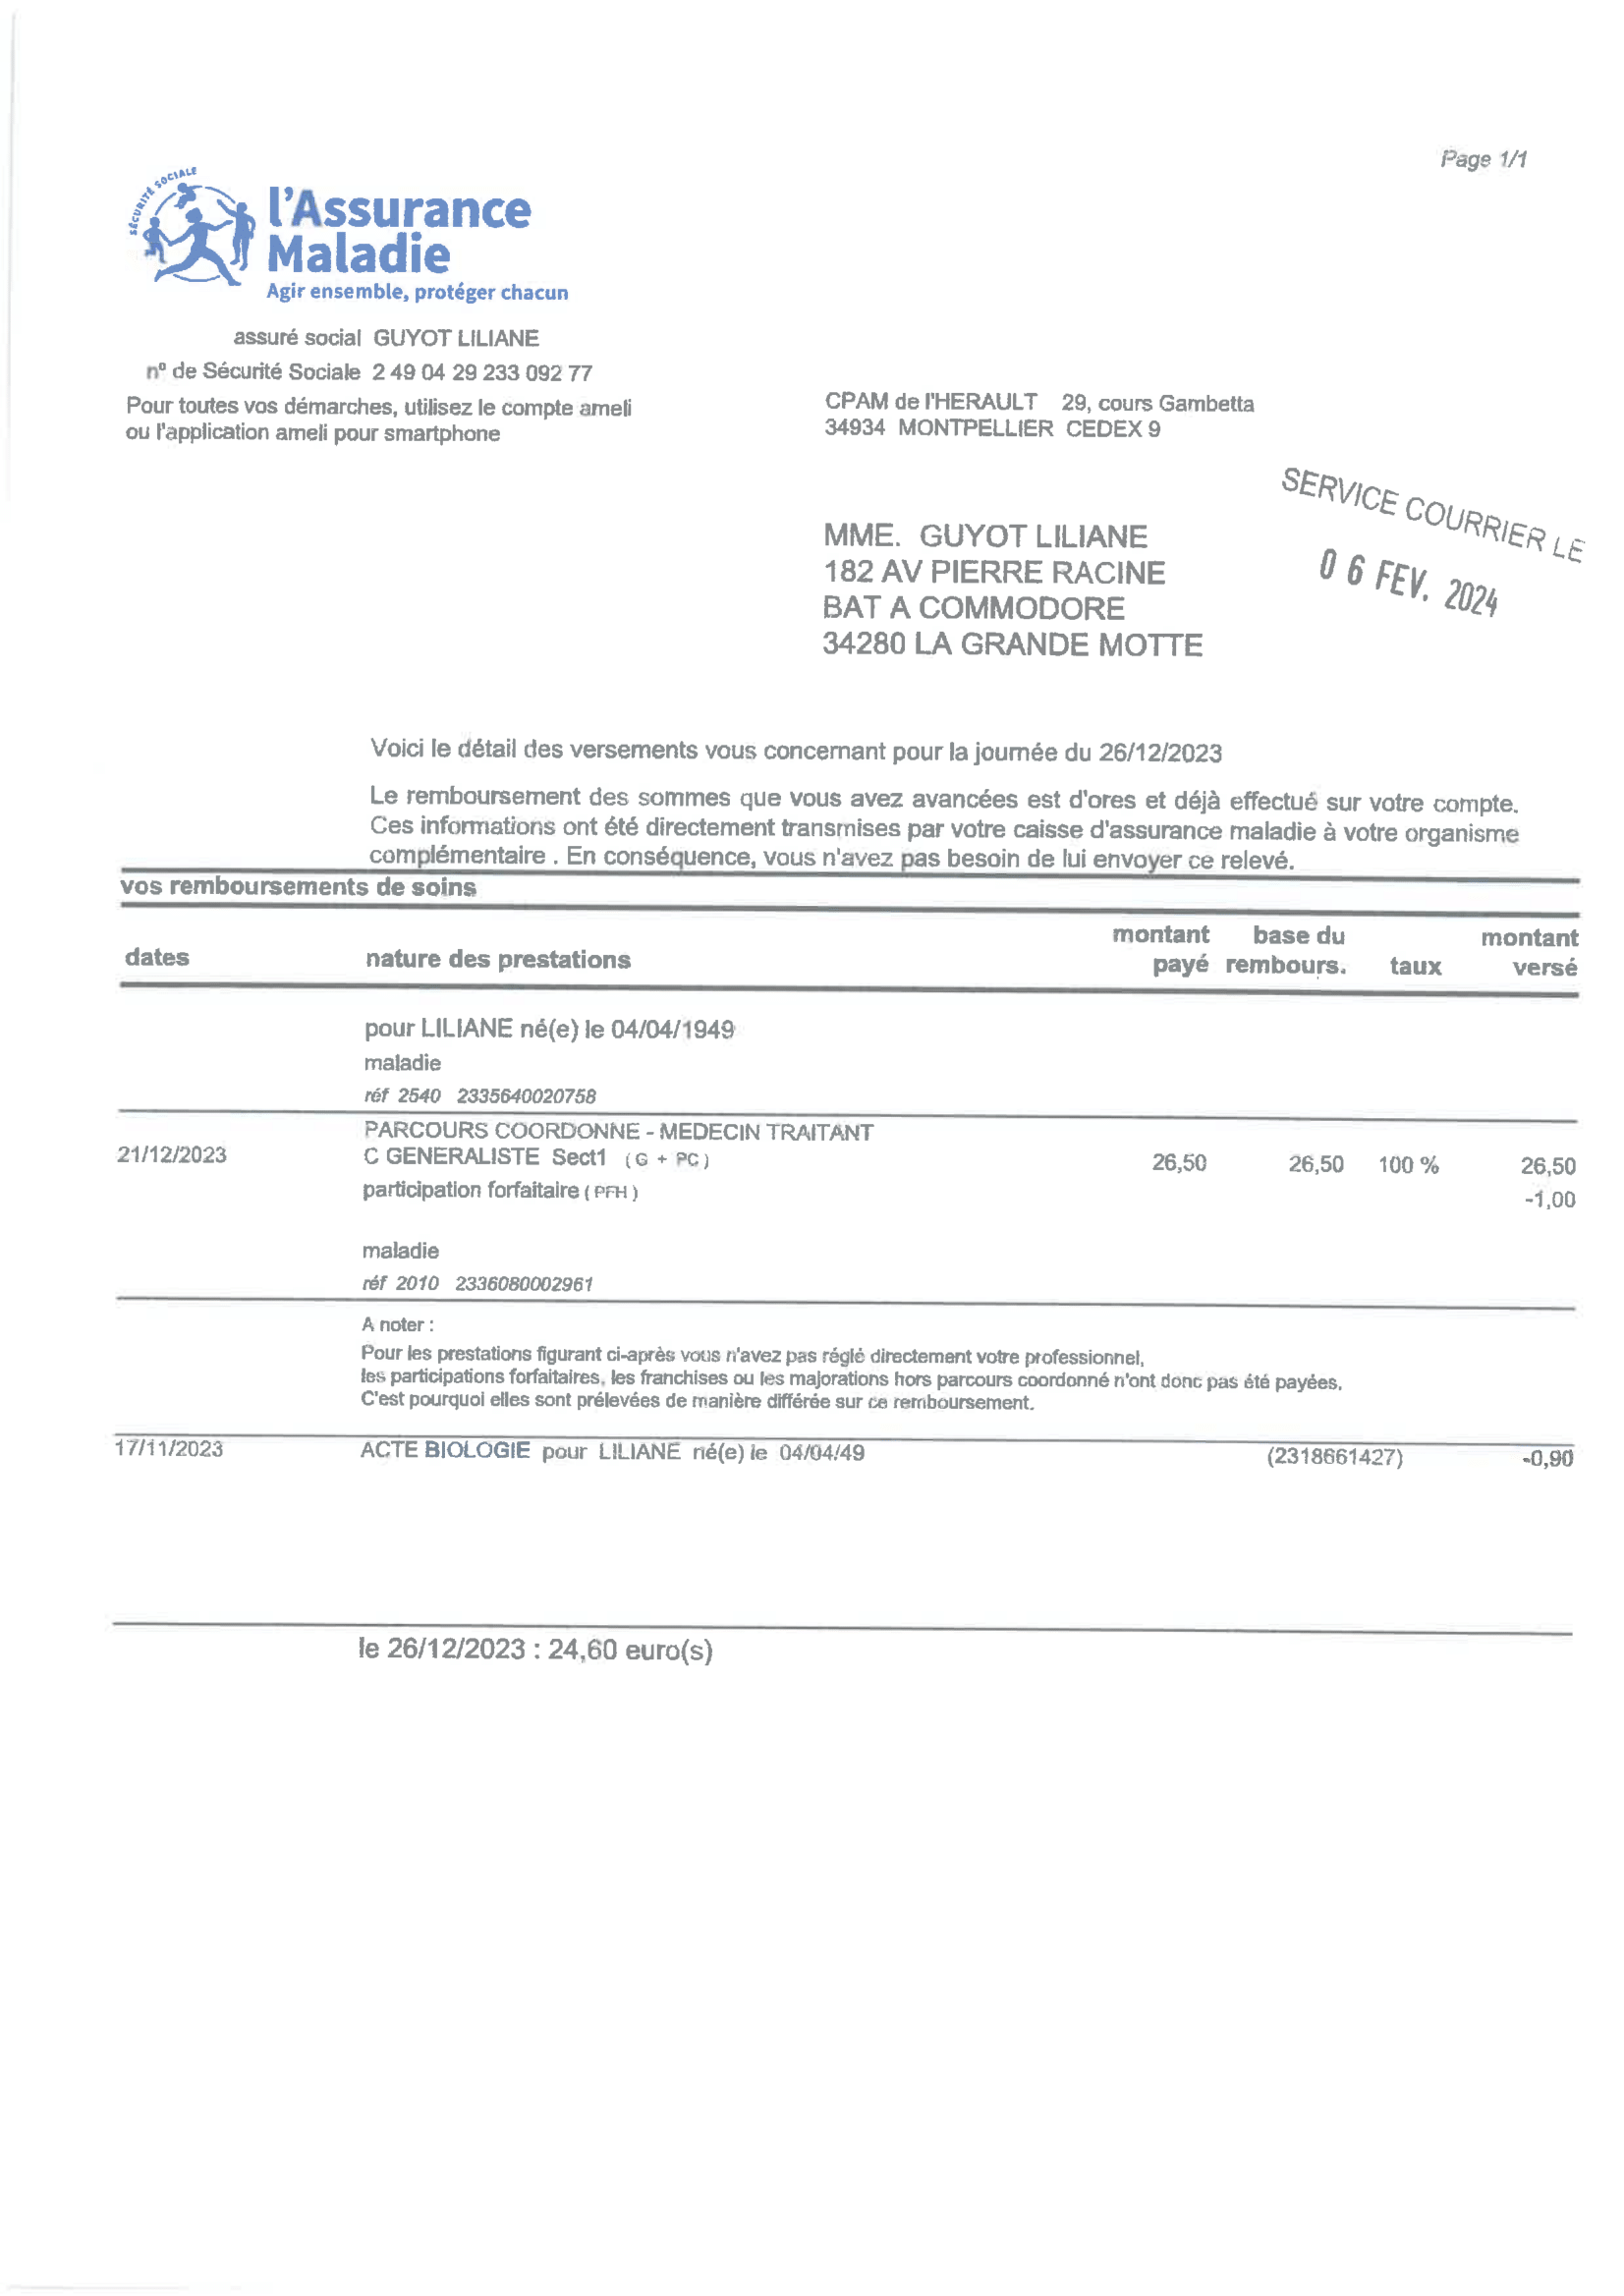 Page 1/1
SÉCURITÉ SOCIALE
l'Assurance
Maladie
Agir ensemble, protéger chacun
assuré social GUYOT LILIANE
n° de Sécurité Sociale 2 49 04 29 233 092 77
Pour toutes vos démarches, utilisez le compte ameli
ou l'application ameli pour smartphone
CPAM de l'HERAULT 29, cours Gambetta
34934 MONTPELLIER CEDEX 9
SERVICE COURRIER LE
06 FEV. 2024
MME. GUYOT LILIANE
182 AV PIERRE RACINE
BAT A COMMODORE
34280 LA GRANDE MOTTE
Voici le détail des versements vous concernant pour la journée du 26/12/2023
Le remboursement des sommes que vous avez avancées est d'ores et déjà effectué sur votre compte.
Ces informations ont été directement transmises par votre caisse d'assurance maladie à votre organisme
complémentaire . En conséquence, vous n'avez pas besoin de lui envoyer ce relevé.
vos remboursements de soins
dates nature des prestations montant payé base du rembours. taux montant versé
pour LILIANE né(e) le 04/04/1949
maladie
réf 2540 2335640020758
PARCOURS COORDONNE - MEDECIN TRAITANT
21/12/2023 C GENERALISTE Sect1 (G + PC) 26,50 26,50 100 % 26,50
participation forfaitaire (PFH) -1,00
maladie
réf 2010 2336080002961
A noter :
Pour les prestations figurant ci-après vous n'avez pas réglé directement votre professionnel,
les participations forfaitaires, les franchises ou les majorations hors parcours coordonné n'ont donc pas été payées.
C'est pourquoi elles sont prélevées de manière différée sur ce remboursement.
17/11/2023 ACTE BIOLOGIE pour LILIANE né(e) le 04/04/49 (2318661427) -0,90
le 26/12/2023 : 24,60 euro(s)